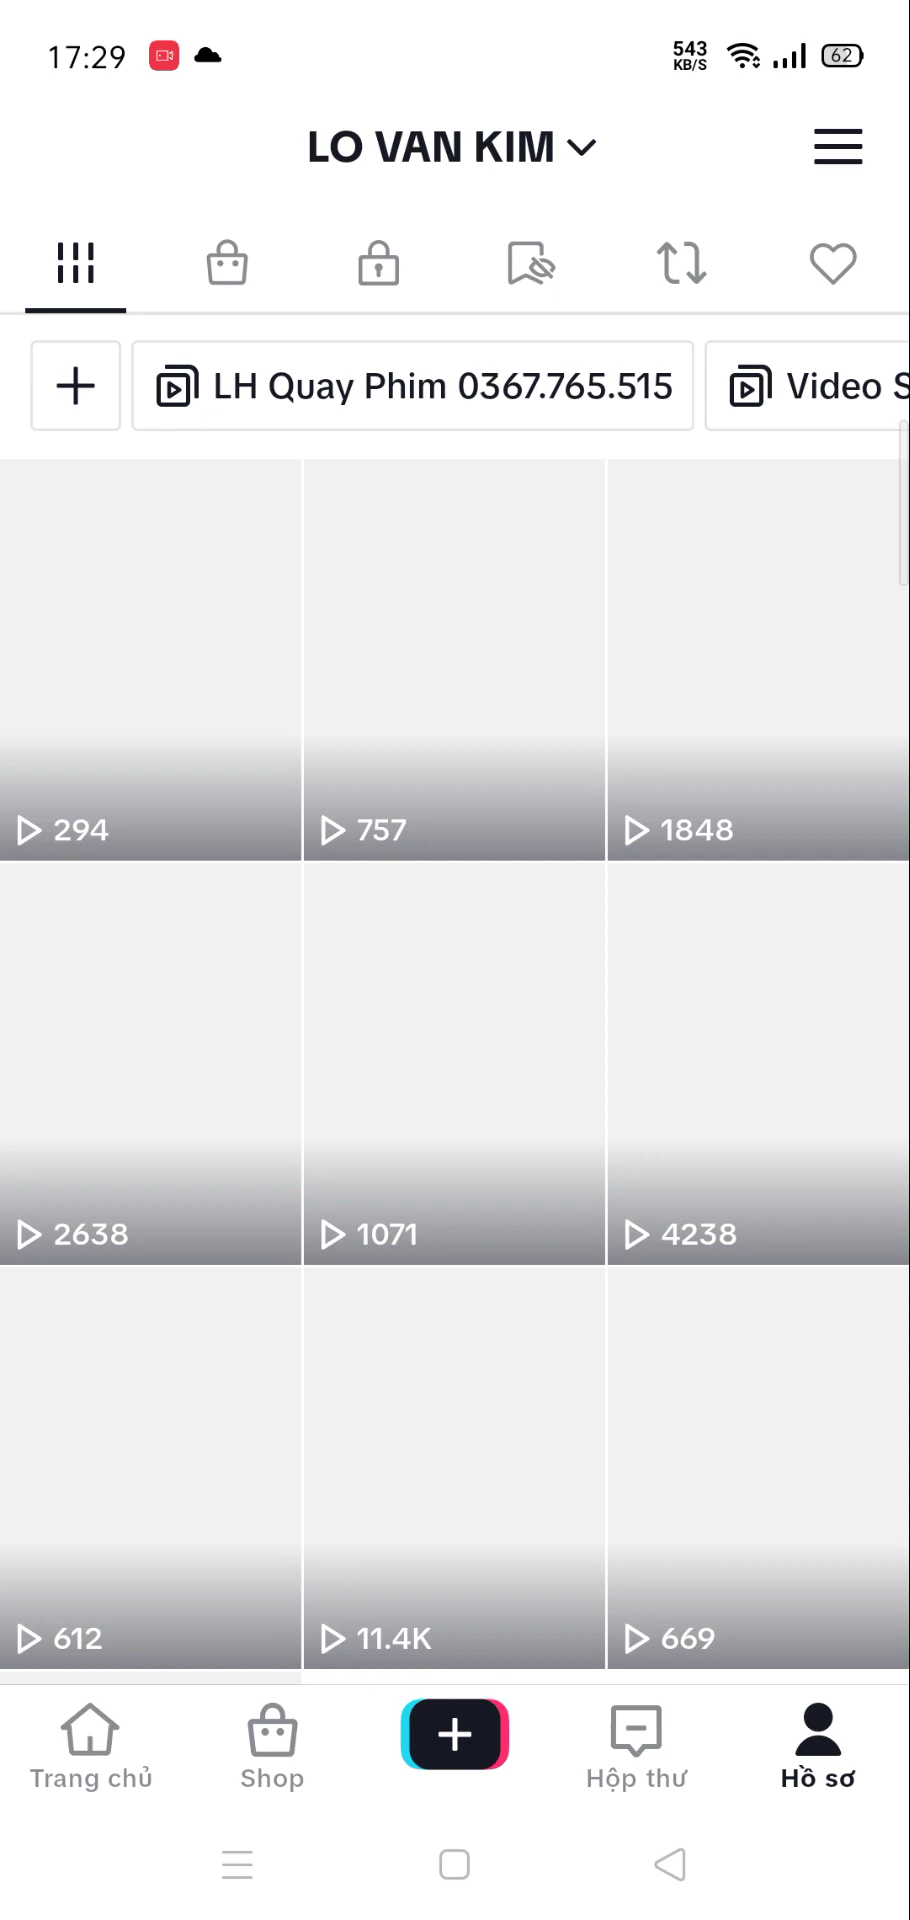 17:29
543
KB/S
62
LO VAN KIM
LH Quay Phim 0367.765.515
Video S
294
757
1848
2638
1071
4238
612
11.4K
669
Trang chủ
Shop
Hộp thư
Hồ sơ